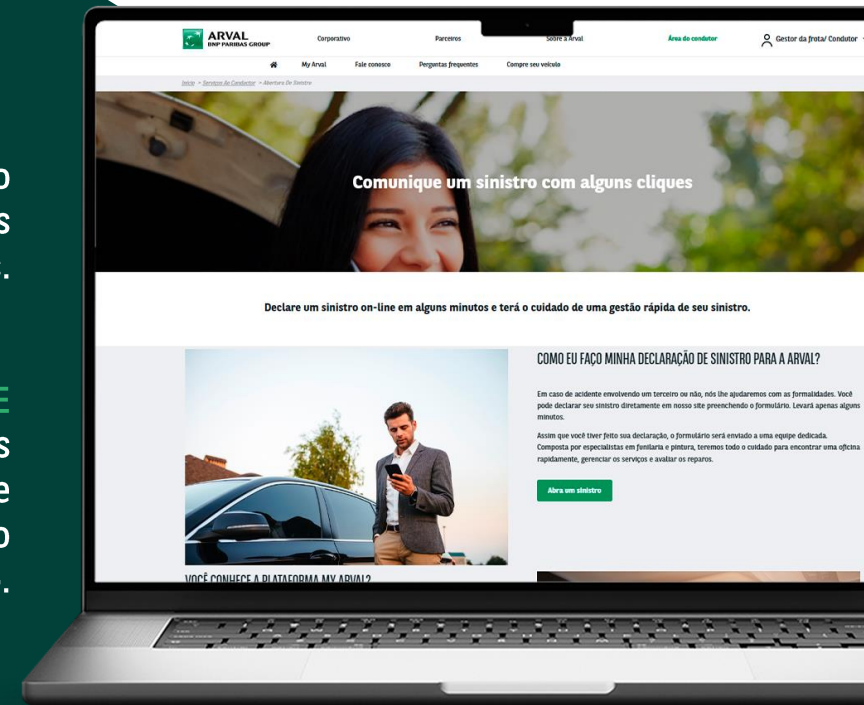 ARVAL
BNP PARIBAS GROUP
Corporativo
Parceiros
Sobre a Arval
Área do condutor
Gestor da frota/ Condutor
My Arval
Fale conosco
Perguntas frequentes
Compre seu veículo
Início > Serviços Ao Condutor > Abertura De Sinistro
Comunique um sinistro com alguns cliques
Declare um sinistro on-line em alguns minutos e terá o cuidado de uma gestão rápida de seu sinistro.
COMO EU FAÇO MINHA DECLARAÇÃO DE SINISTRO PARA A ARVAL?
Em caso de acidente envolvendo um terceiro ou não, nós lhe ajudaremos com as formalidades. Você
pode declarar seu sinistro diretamente em nosso site preenchendo o formulário. Levará apenas alguns
minutos.
Assim que você tiver feito sua declaração, o formulário será enviado a uma equipe dedicada.
Composta por especialistas em funilaria e pintura, teremos todo o cuidado para encontrar uma oficina
rapidamente, gerenciar os serviços e avaliar os reparos.
Abra um sinistro
VOCÊ CONHECE A PLATAFORMA MY ARVAL?
o
s
.
E
s
e
o
.